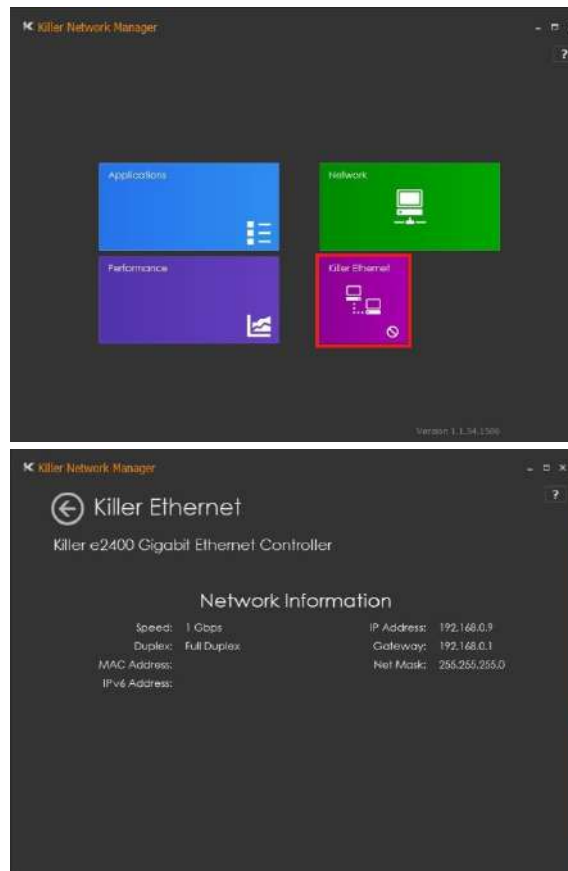 Killer Network Manager
?
Applications
Network
Performance
Killer Ethernet
Version 1.1.54.1506
Killer Network Manager
?
Killer Ethernet
Killer e2400 Gigabit Ethernet Controller
Network Information
Speed: 1 Gbps IP Address: 192.168.0.9
Duplex: Full Duplex Gateway: 192.168.0.1
MAC Address: Net Mask: 255.255.255.0
IPv6 Address: